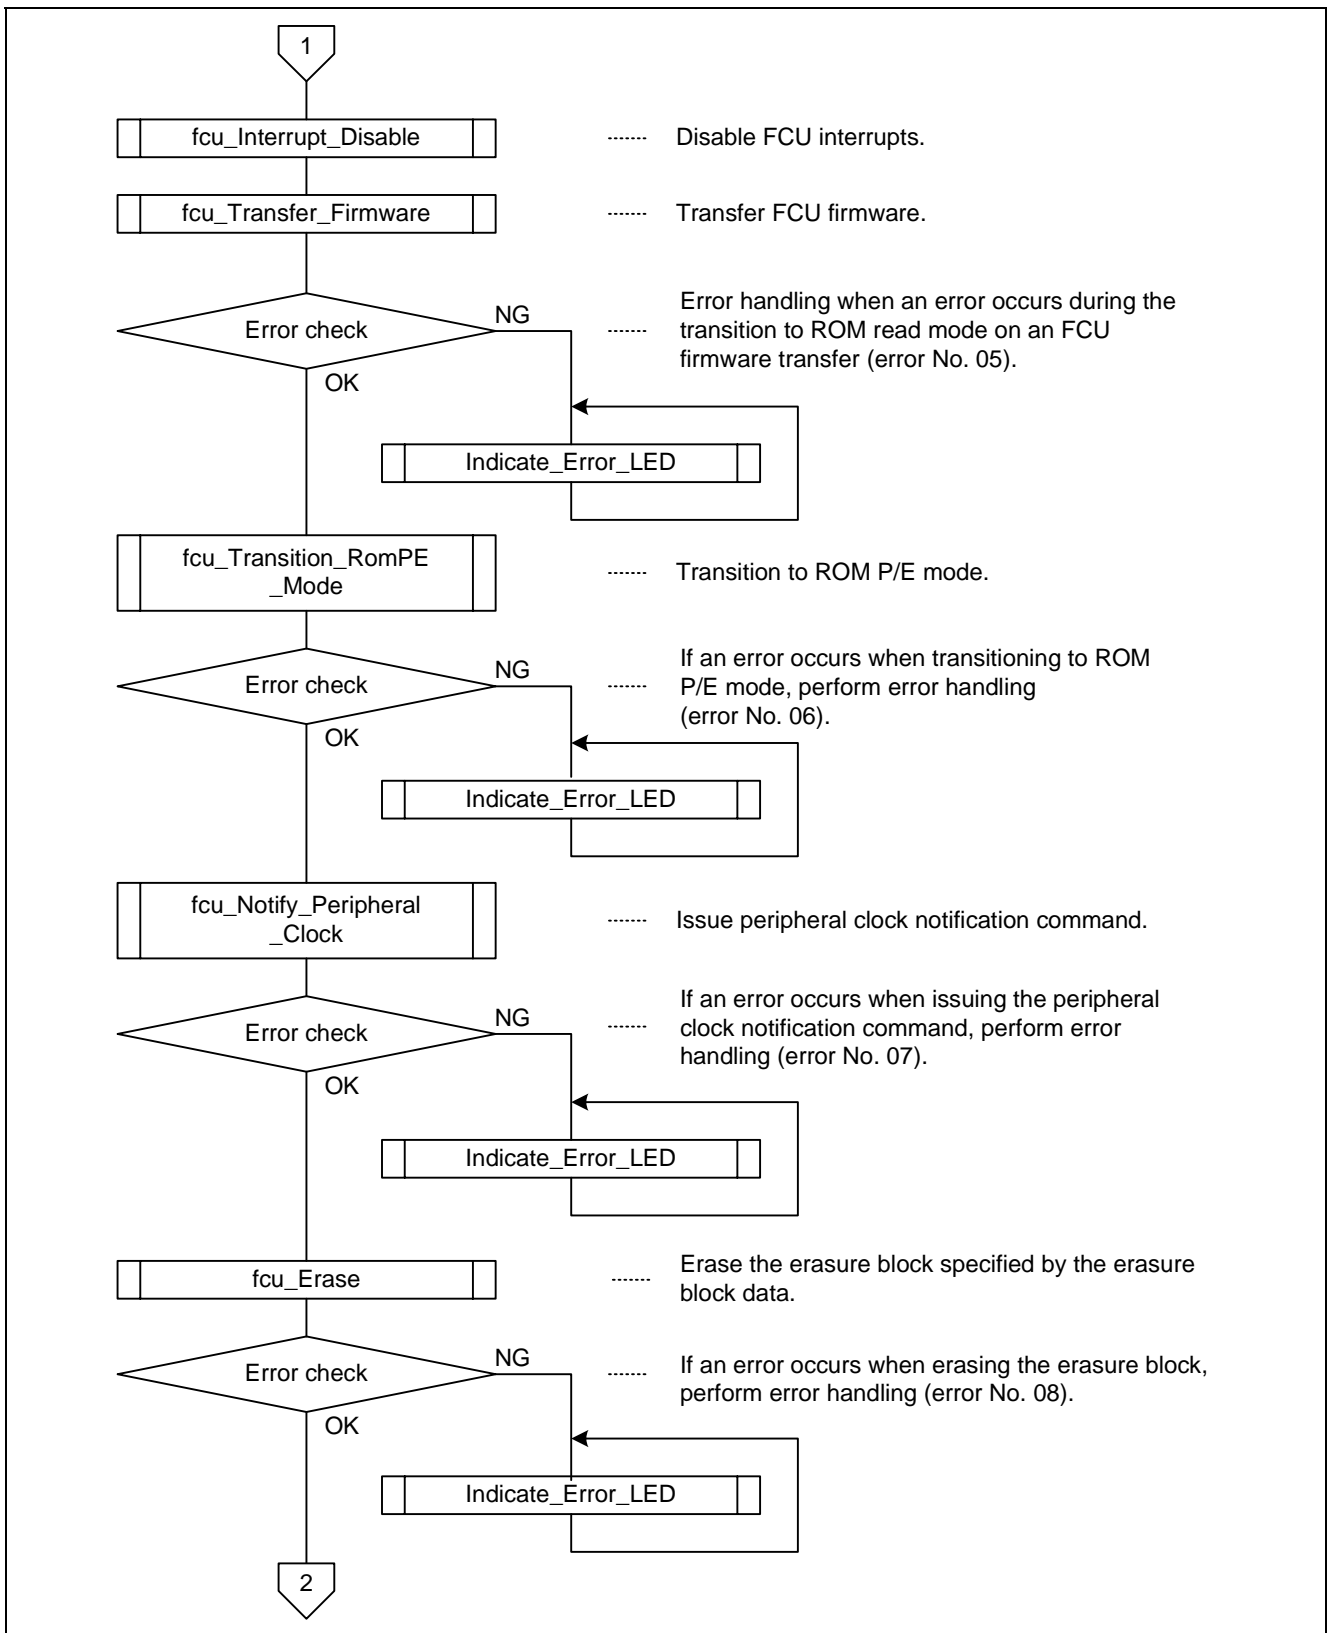 1
fcu_Interrupt_Disable
Disable FCU interrupts.
fcu_Transfer_Firmware
Transfer FCU firmware.
Error check
NG
OK
Error handling when an error occurs during the
transition to ROM read mode on an FCU
firmware transfer (error No. 05).
Indicate_Error_LED
fcu_Transition_RomPE
_Mode
Transition to ROM P/E mode.
Error check
NG
OK
If an error occurs when transitioning to ROM
P/E mode, perform error handling
(error No. 06).
Indicate_Error_LED
fcu_Notify_Peripheral
_Clock
Issue peripheral clock notification command.
Error check
NG
OK
If an error occurs when issuing the peripheral
clock notification command, perform error
handling (error No. 07).
Indicate_Error_LED
fcu_Erase
Erase the erasure block specified by the erasure
block data.
Error check
NG
OK
If an error occurs when erasing the erasure block,
perform error handling (error No. 08).
Indicate_Error_LED
2